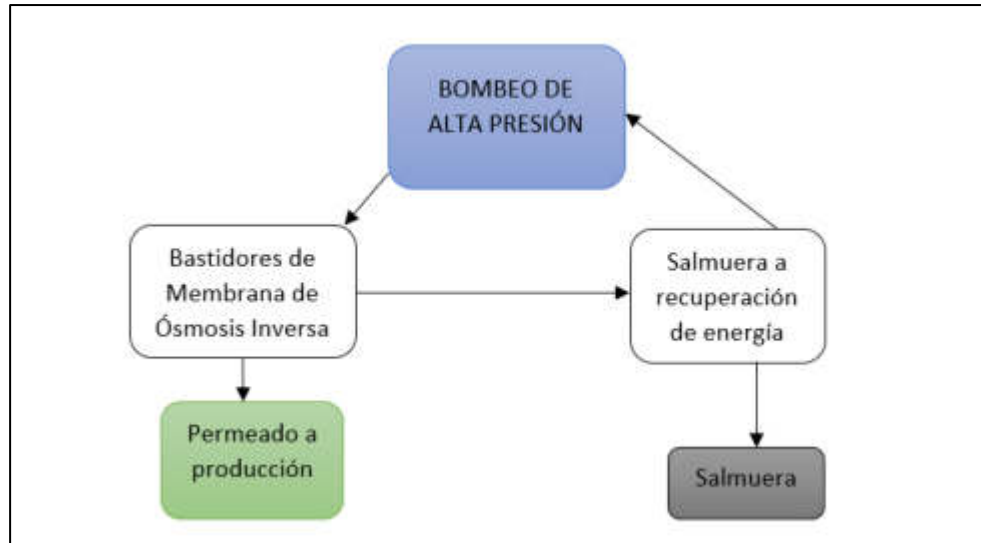 BOMBEO DE
ALTA PRESIÓN
Bastidores de
Membrana de
Ósmosis Inversa
Salmuera a
recuperación
de energía
Permeado a
producción
Salmuera